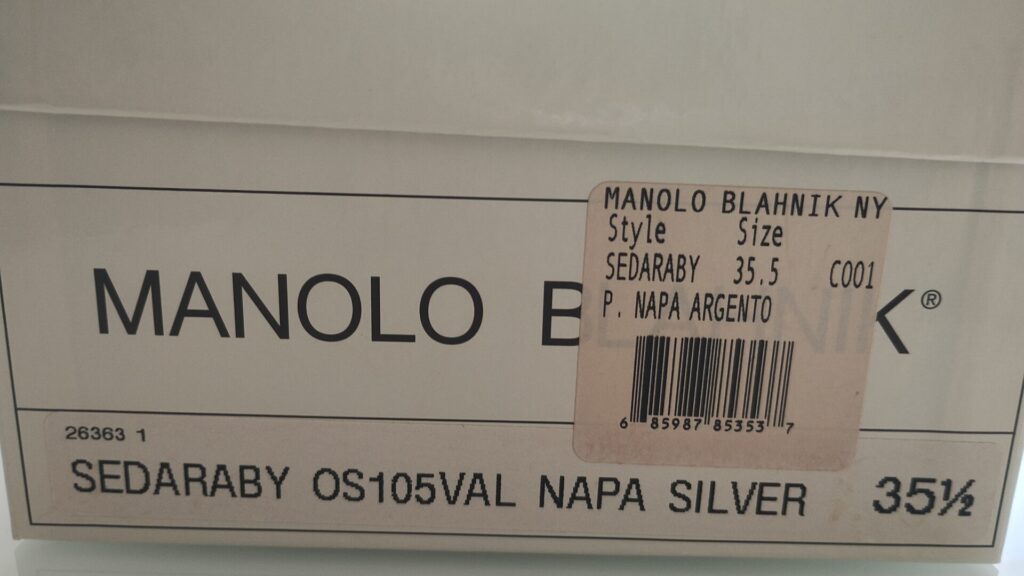 MANOLO BLAHNIK®
MANOLO BLAHNIK NY
Style Size
SEDARABY 35.5 C001
P. NAPA ARGENTO
6 85987 85353 7
26363 1
SEDARABY OS105VAL NAPA SILVER 35½